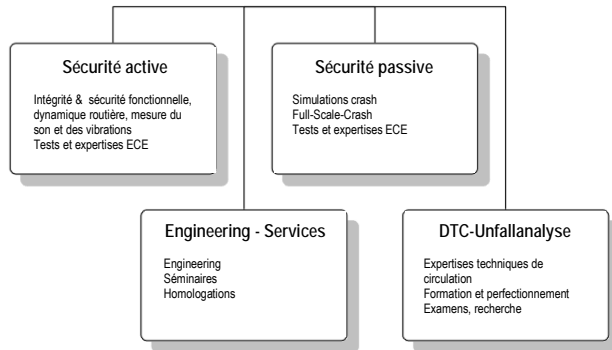 Sécurité active
Intégrité & sécurité fonctionnelle,
dynamique routière, mesure du
son et des vibrations
Tests et expertises ECE
Sécurité passive
Simulations crash
Full-Scale-Crash
Tests et expertises ECE
Engineering - Services
Engineering
Séminaires
Homologations
DTC-Unfallanalyse
Expertises techniques de
circulation
Formation et perfectionnement
Examens, recherche